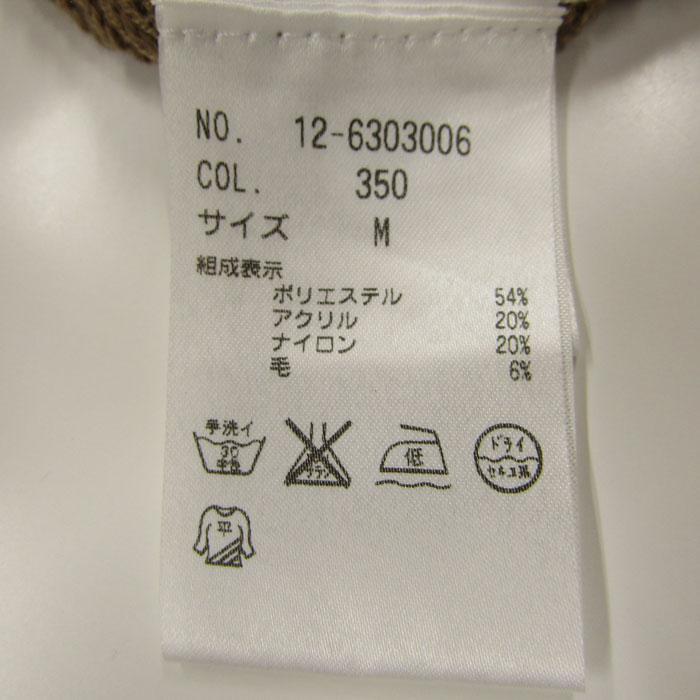 NO. 12-6303006
COL. 350
サイズ M
組成表示
ポリエステル 54%
アクリル 20%
ナイロン 20%
毛 6%
手洗イ
30
中性
低
ドライ
セキユ系
平